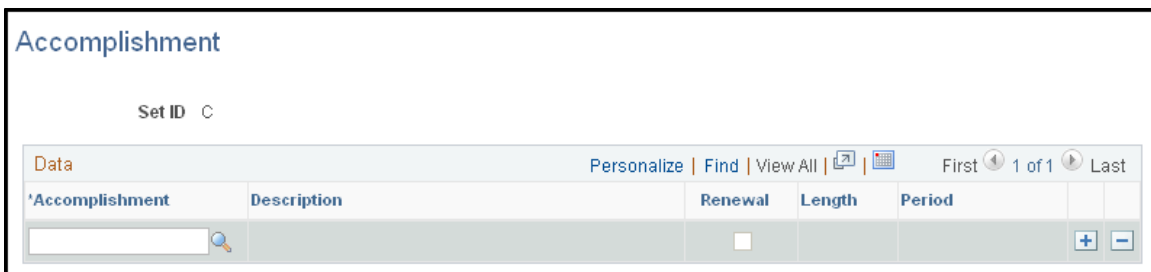 Accomplishment
Set ID C
Data Personalize | Find | View All | | First 1 of 1 Last
*Accomplishment Description Renewal Length Period